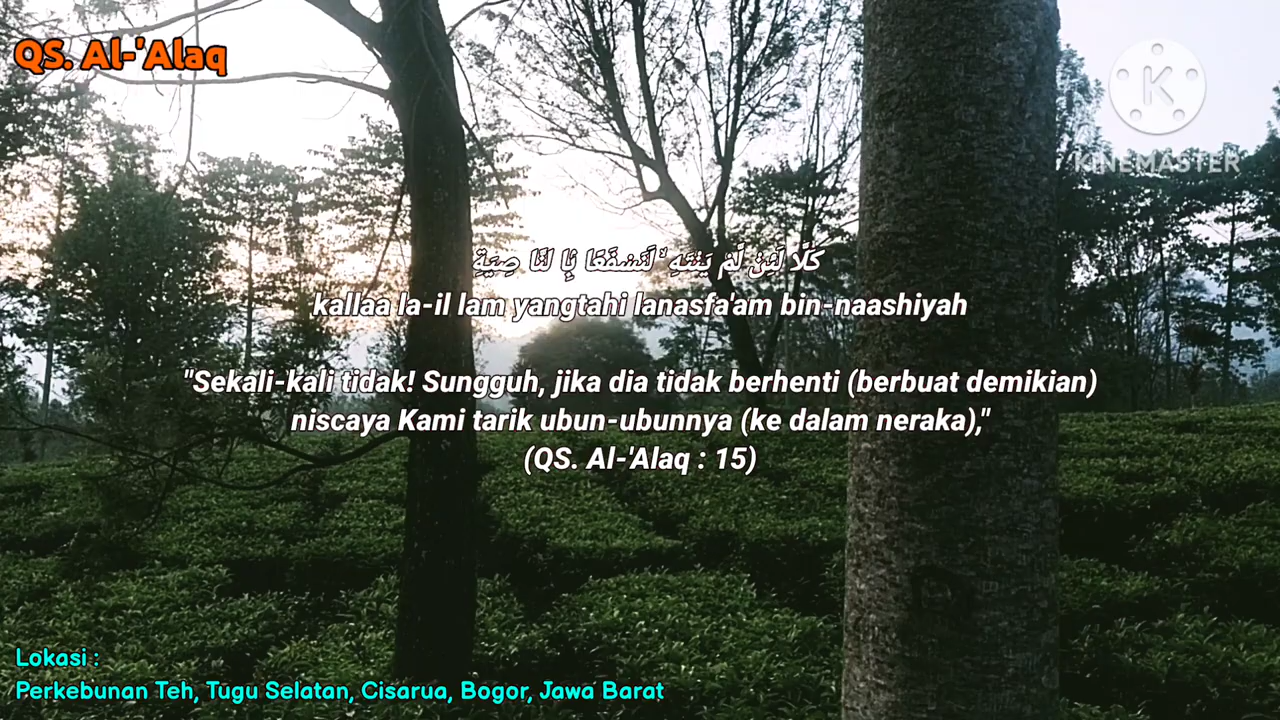 QS. Al-'Alaq
K
KINEMASTER
كَلَّا لَئِنْ لَّمْ يَنْتَهِ ۙ لَنَسْفَعًا بِۢا لنَّا صِيَةِ
kallaa la-il lam yangtahi lanasfa'am bin-naashiyah
"Sekali-kali tidak! Sungguh, jika dia tidak berhenti (berbuat demikian)
niscaya Kami tarik ubun-ubunnya (ke dalam neraka),"
(QS. Al-'Alaq : 15)
Lokasi :
Perkebunan Teh, Tugu Selatan, Cisarua, Bogor, Jawa Barat